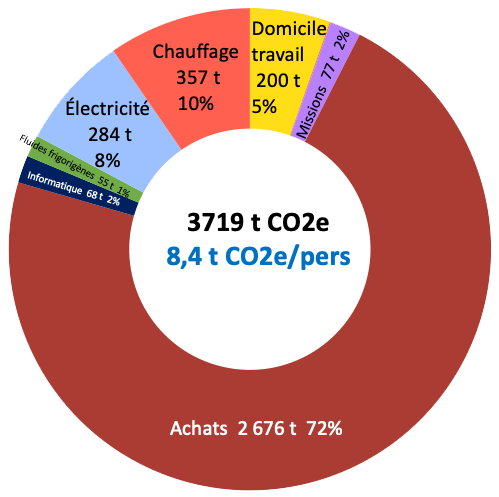 Domicile
travail
200 t
5%
Missions 77 t 2%
Achats 2 676 t 72%
Informatique 68 t 2%
Fluides frigorigènes 55 t 1%
Électricité
284 t
8%
Chauffage
357 t
10%
3719 t CO2e
8,4 t CO2e/pers